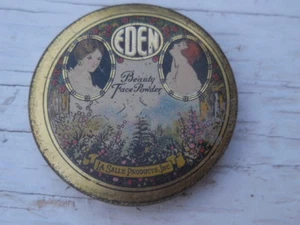 EDEN
Beauty
Face Powder
LA SALLE PRODUCTS, INC.